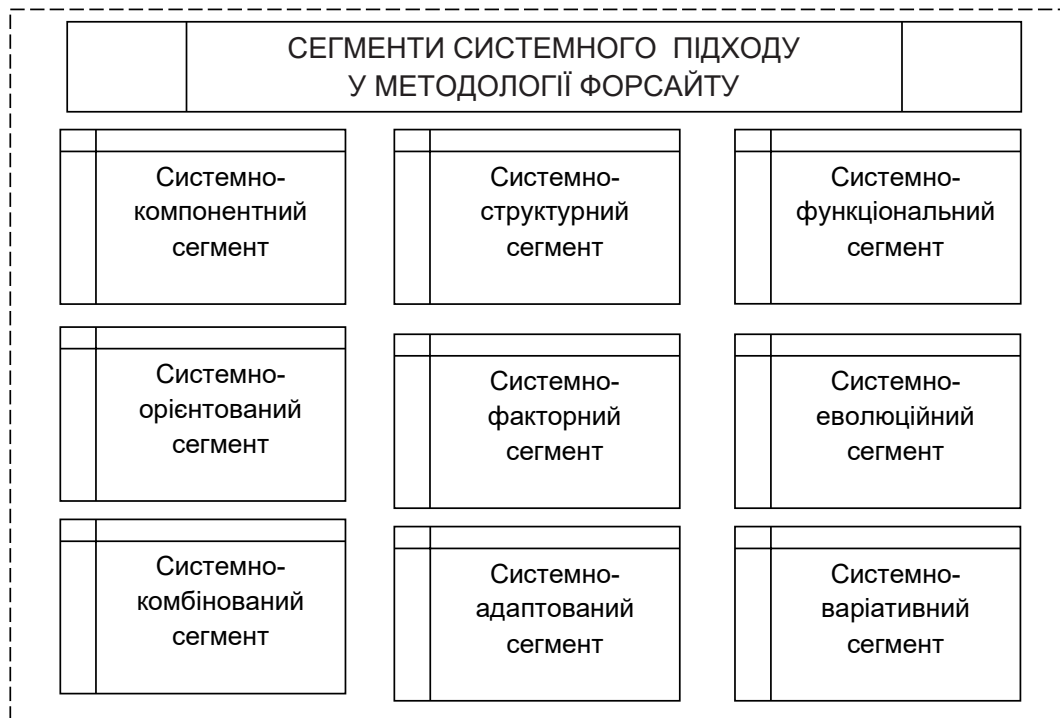 СЕГМЕНТИ СИСТЕМНОГО ПІДХОДУ
У МЕТОДОЛОГІЇ ФОРСАЙТУ
Системно-
компонентний
сегмент
Системно-
структурний
сегмент
Системно-
функціональний
сегмент
Системно-
орієнтований
сегмент
Системно-
факторний
сегмент
Системно-
еволюційний
сегмент
Системно-
комбінований
сегмент
Системно-
адаптований
сегмент
Системно-
варіативний
сегмент